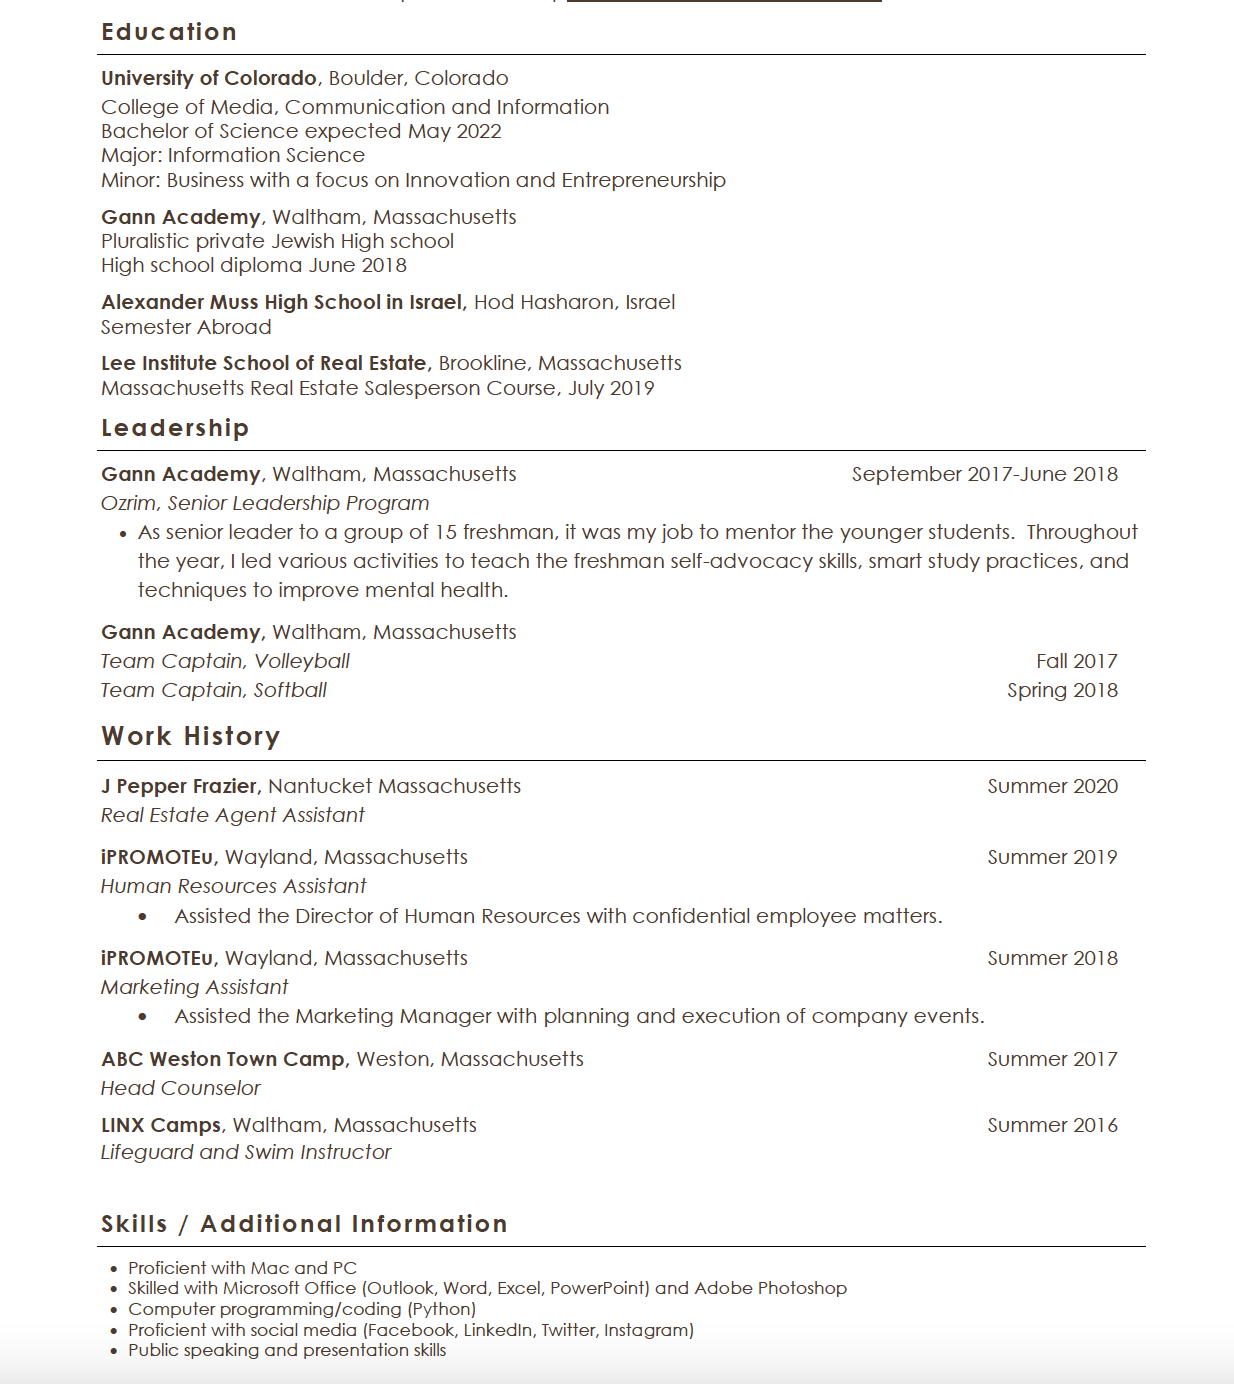 Education
University of Colorado, Boulder, Colorado
College of Media, Communication and Information
Bachelor of Science expected May 2022
Major: Information Science
Minor: Business with a focus on Innovation and Entrepreneurship
Gann Academy, Waltham, Massachusetts
Pluralistic private Jewish High school
High school diploma June 2018
Alexander Muss High School in Israel, Hod Hasharon, Israel
Semester Abroad
Lee Institute School of Real Estate, Brookline, Massachusetts
Massachusetts Real Estate Salesperson Course, July 2019
Leadership
Gann Academy, Waltham, Massachusetts September 2017-June 2018
Ozrim, Senior Leadership Program
• As senior leader to a group of 15 freshman, it was my job to mentor the younger students. Throughout
the year, I led various activities to teach the freshman self-advocacy skills, smart study practices, and
techniques to improve mental health.
Gann Academy, Waltham, Massachusetts
Team Captain, Volleyball Fall 2017
Team Captain, Softball Spring 2018
Work History
J Pepper Frazier, Nantucket Massachusetts Summer 2020
Real Estate Agent Assistant
iPROMOTEu, Wayland, Massachusetts Summer 2019
Human Resources Assistant
• Assisted the Director of Human Resources with confidential employee matters.
iPROMOTEu, Wayland, Massachusetts Summer 2018
Marketing Assistant
• Assisted the Marketing Manager with planning and execution of company events.
ABC Weston Town Camp, Weston, Massachusetts Summer 2017
Head Counselor
LINX Camps, Waltham, Massachusetts Summer 2016
Lifeguard and Swim Instructor
Skills / Additional Information
• Proficient with Mac and PC
• Skilled with Microsoft Office (Outlook, Word, Excel, PowerPoint) and Adobe Photoshop
• Computer programming/coding (Python)
• Proficient with social media (Facebook, LinkedIn, Twitter, Instagram)
• Public speaking and presentation skills